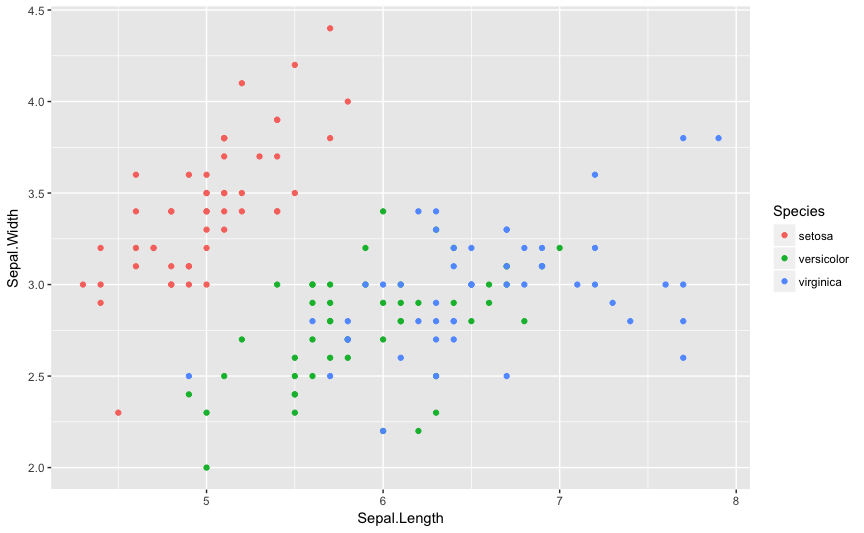 4.5
4.0
3.5
3.0
2.5
2.0
Sepal.Width
5 6 7 8
Sepal.Length
Species
setosa
versicolor
virginica